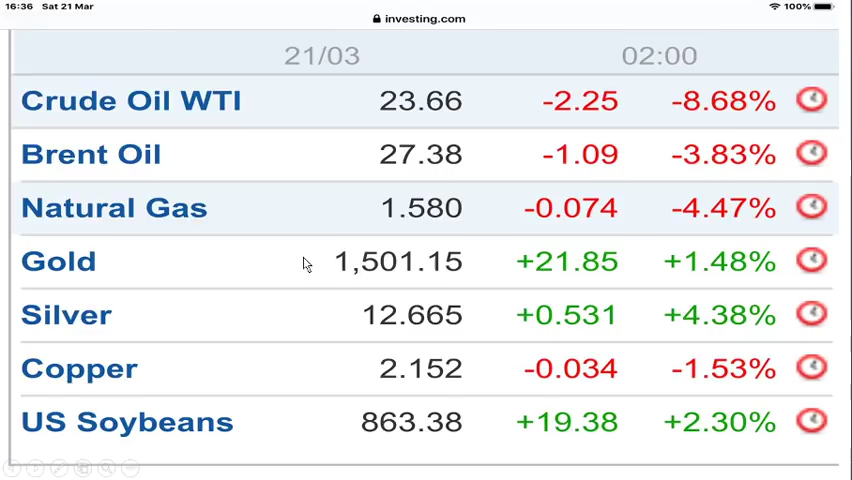 16:36 Sat 21 Mar 100%
investing.com
21/03 02:00
Crude Oil WTI 23.66 -2.25 -8.68%
Brent Oil 27.38 -1.09 -3.83%
Natural Gas 1.580 -0.074 -4.47%
Gold 1,501.15 +21.85 +1.48%
Silver 12.665 +0.531 +4.38%
Copper 2.152 -0.034 -1.53%
US Soybeans 863.38 +19.38 +2.30%